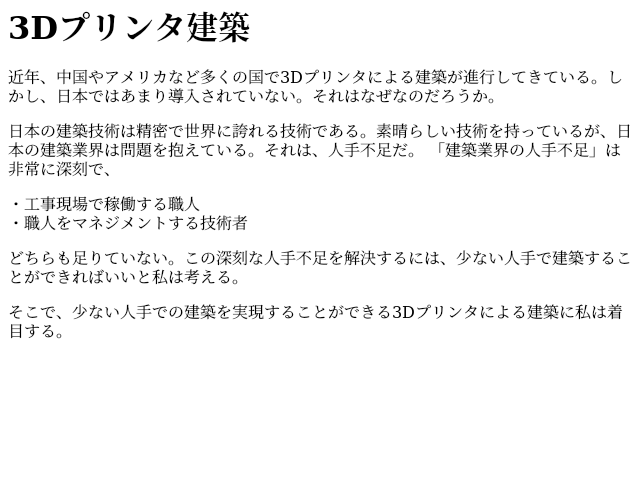 3Dプリンタ建築
近年、中国やアメリカなど多くの国で3Dプリンタによる建築が進行してきている。し
かし、日本ではあまり導入されていない。それはなぜなのだろうか。
日本の建築技術は精密で世界に誇れる技術である。素晴らしい技術を持っているが、日
本の建築業界は問題を抱えている。それは、人手不足だ。 「建築業界の人手不足」は
非常に深刻で、
・工事現場で稼働する職人
・職人をマネジメントする技術者
どちらも足りていない。この深刻な人手不足を解決するには、少ない人手で建築するこ
とができればいいと私は考える。
そこで、少ない人手での建築を実現することができる3Dプリンタによる建築に私は着
目する。